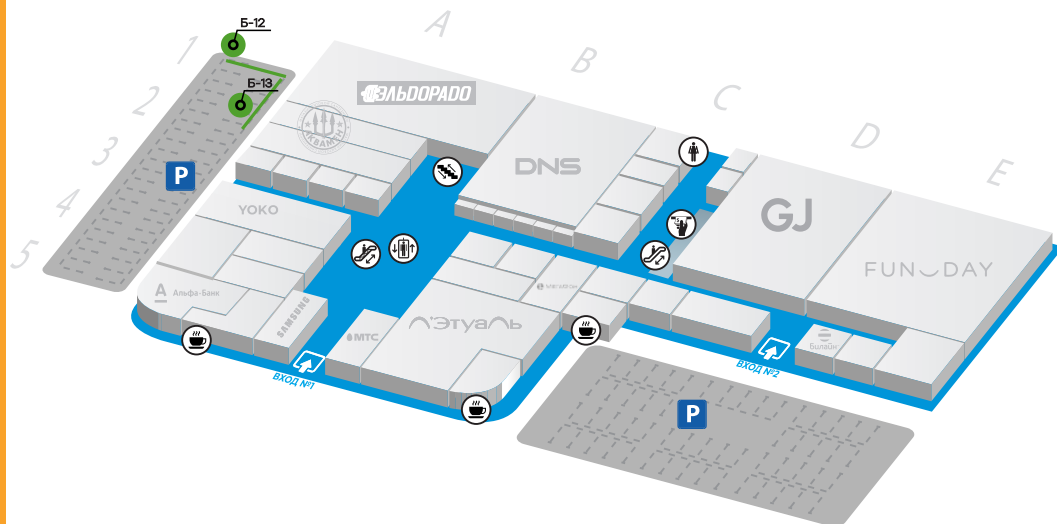 Б-12
A
1
Б-13
B
ЭЛЬДОРАДО
2
C
АКВАМЕН
D
3
DNS
E
P
4
YOKO
GJ
5
FUN DAY
A
Альфа-Банк
SAMSUNG
МТС
Л'Этуаль
Билайн
ВХОД №1
ВХОД №2
P